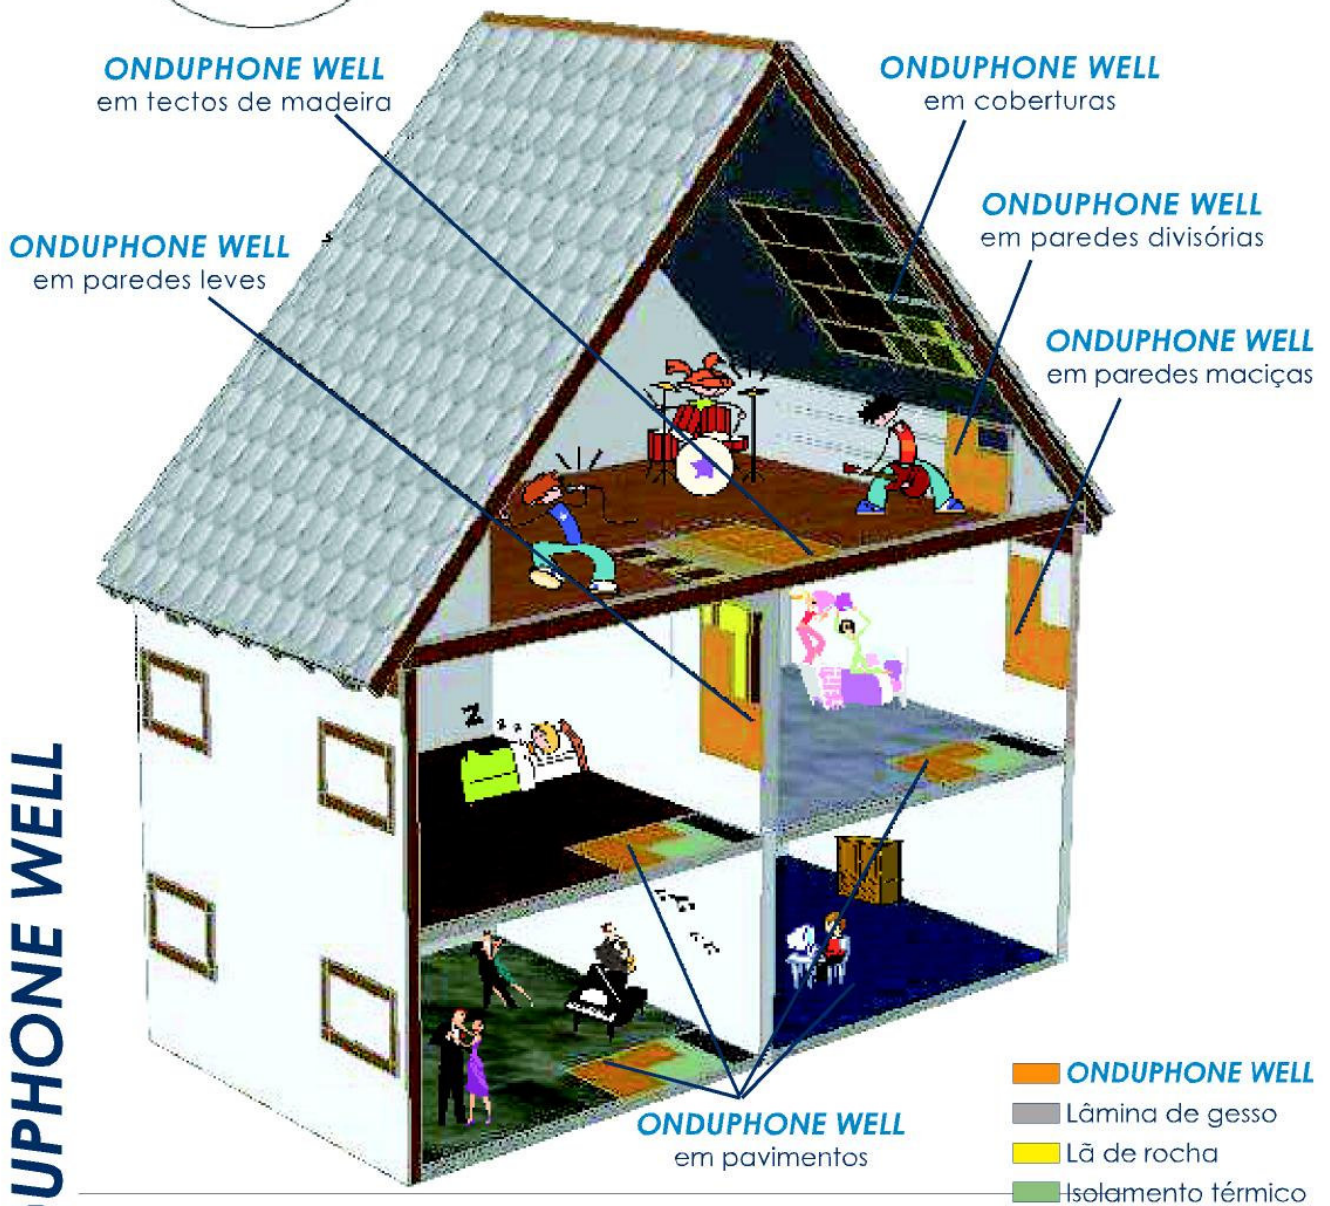 ONDUPHONE WELL
em tectos de madeira
ONDUPHONE WELL
em coberturas
ONDUPHONE WELL
em paredes divisórias
ONDUPHONE WELL
em paredes leves
ONDUPHONE WELL
em paredes maciças
Z
z
z
ONDUPHONE WELL
em pavimentos
ONDUPHONE WELL
Lâmina de gesso
Lã de rocha
Isolamento térmico
UPHONE WELL